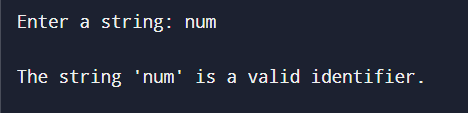 Enter a string: num
The string 'num' is a valid identifier.